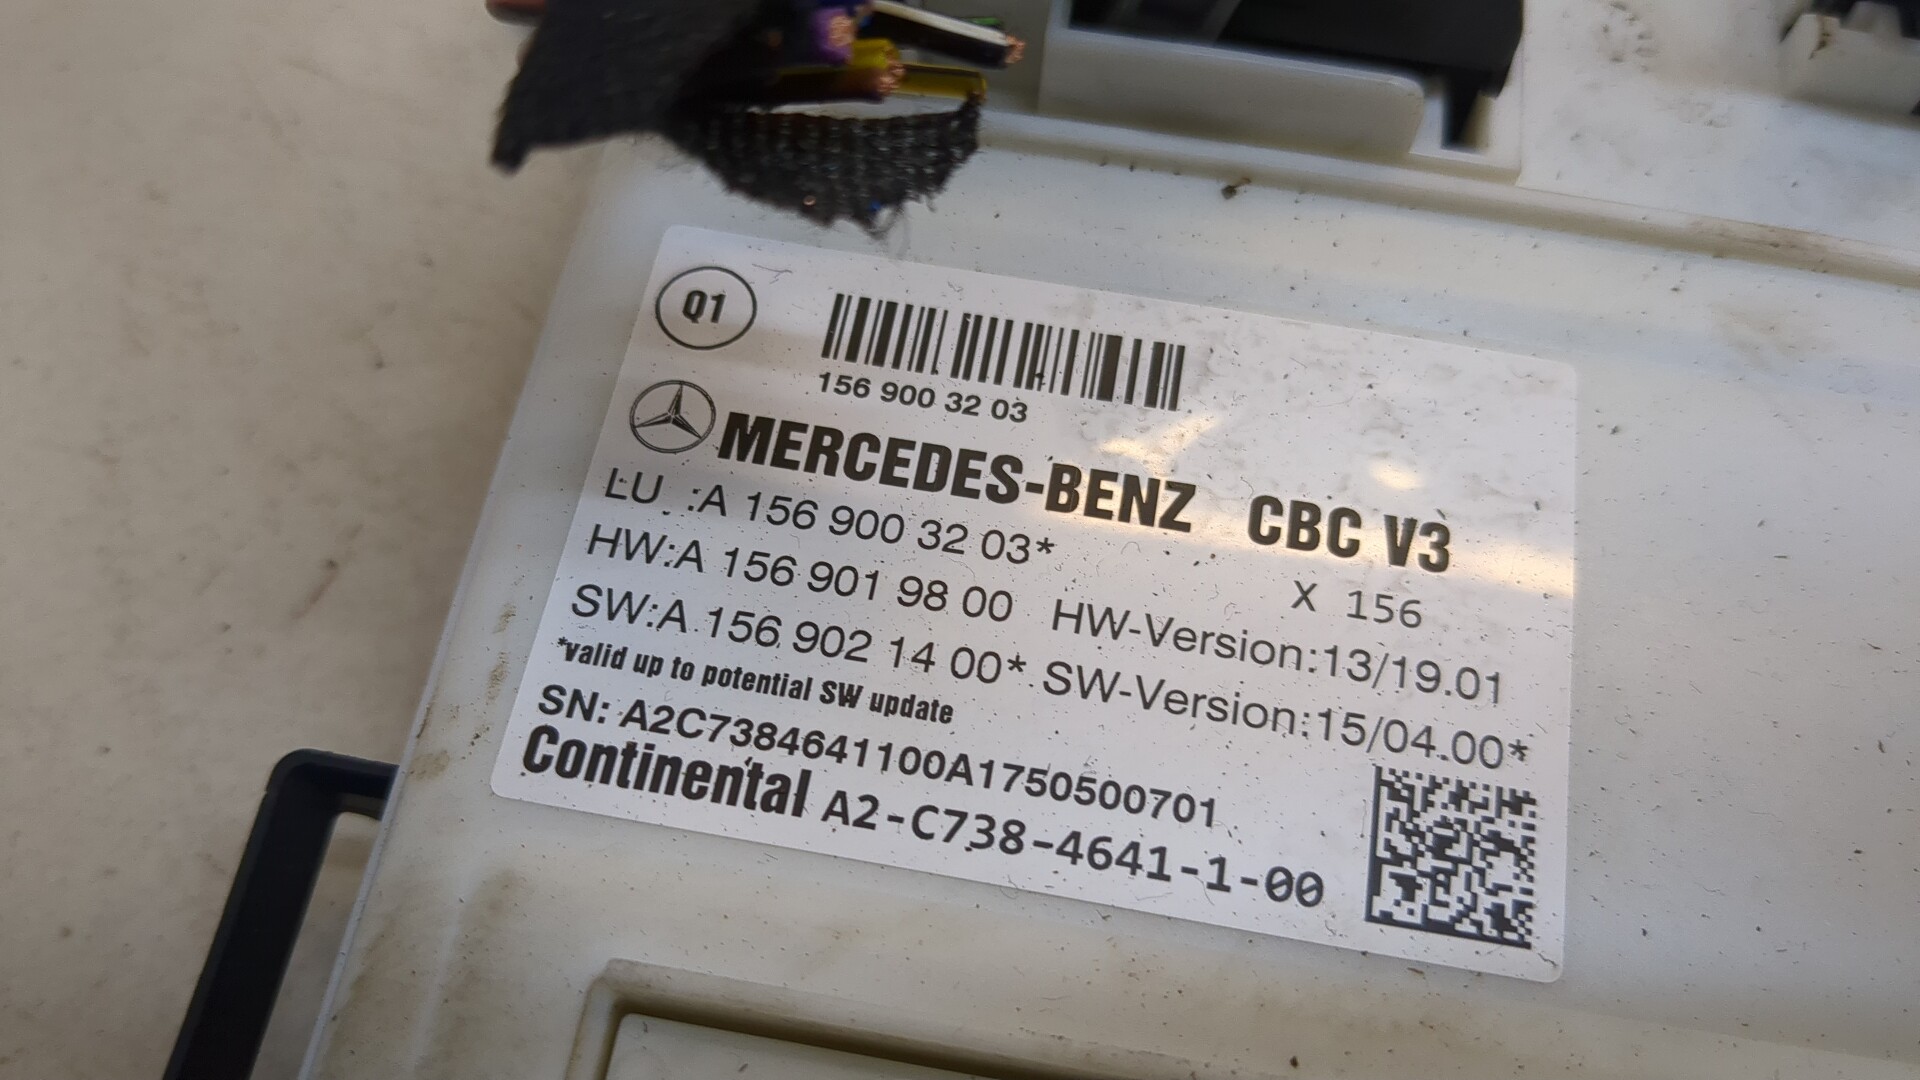 Q1
156 900 32 03
MERCEDES-BENZ CBC V3
LU. :A 156 900 32 03* X 156
HW:A 156 901 98 00 HW-Version:13/19.01
SW:A 156 902 14 00* SW-Version:15/04.00*
*valid up to potential SW update
SN: A2C7384641100A1750500701
Continental A2-C738-4641-1-00